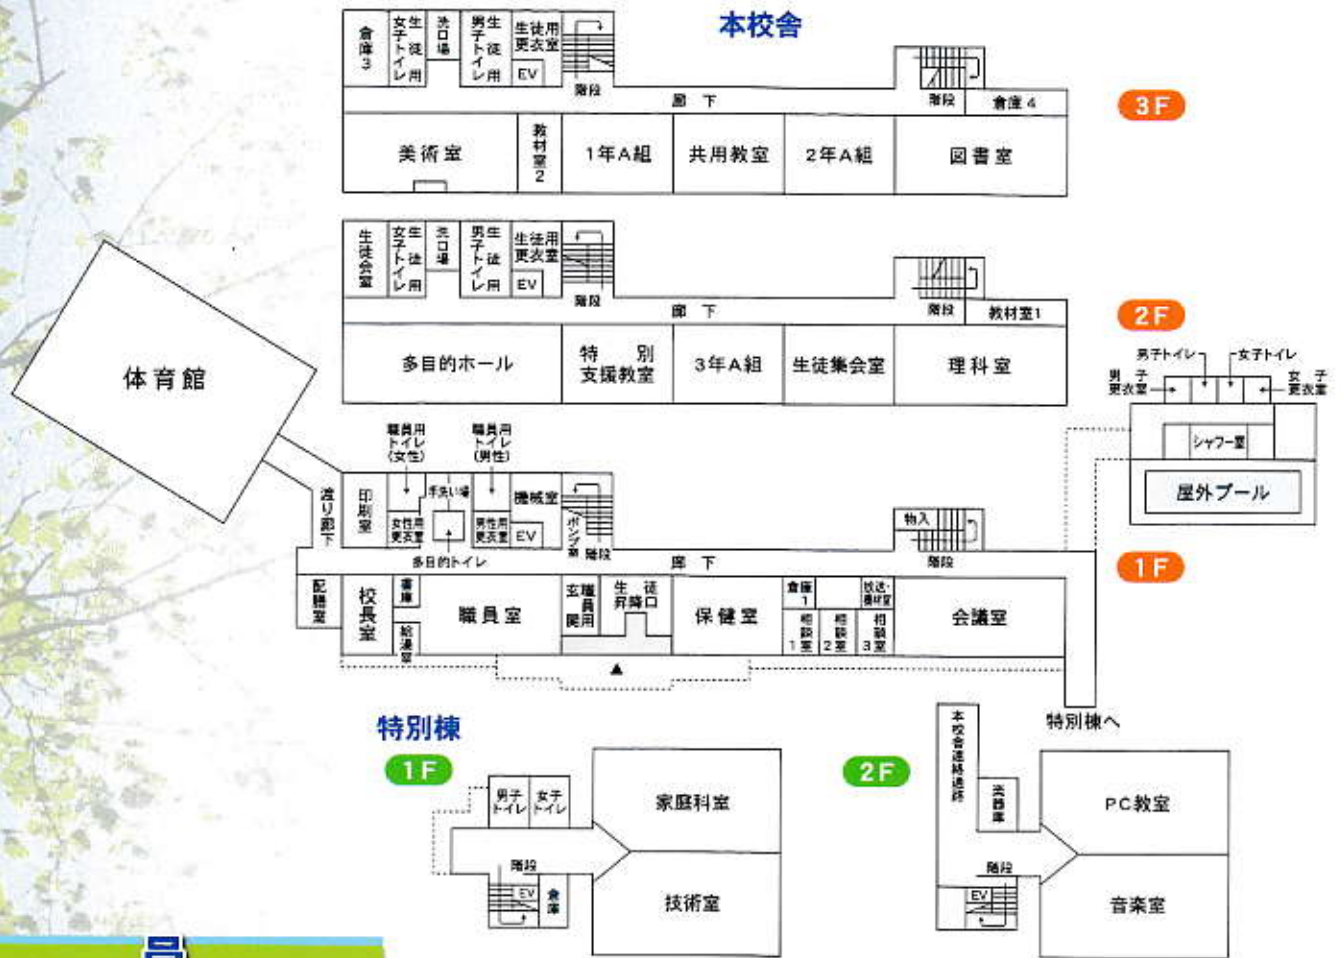 本校舎
3F
倉庫3
生徒用
女子トイレ
洗口場
生徒用
男子トイレ
生徒用
更衣室
EV
階段
廊下
階段
倉庫4
美術室
教材室2
1年A組
共用教室
2年A組
図書室
2F
生徒会室
生徒用
女子トイレ
洗口場
生徒用
男子トイレ
生徒用
更衣室
EV
階段
廊下
階段
教材室1
多目的ホール
特別
支援教室
3年A組
生徒集会室
理科室
体育館
男子トイレ
女子トイレ
男子
更衣室
女子
更衣室
シャワー室
屋外プール
1F
職員用
トイレ
(女性)
職員用
トイレ
(男性)
渡り廊下
印刷室
手洗い場
機械室
女性用
更衣室
男性用
更衣室
EV
ポンプ室
階段
物入
多目的トイレ
廊下
階段
配膳室
校長室
書庫
給湯室
職員室
職員用
玄関
生徒
昇降口
保健室
倉庫
1
放送・
機材室
相談室1
相談室2
相談室3
会議室
▲
特別棟へ
特別棟
1F
男子
トイレ
女子
トイレ
階段
EV
倉庫
家庭科室
技術室
2F
本校舎連絡通路
楽器庫
階段
EV
PC教室
音楽室